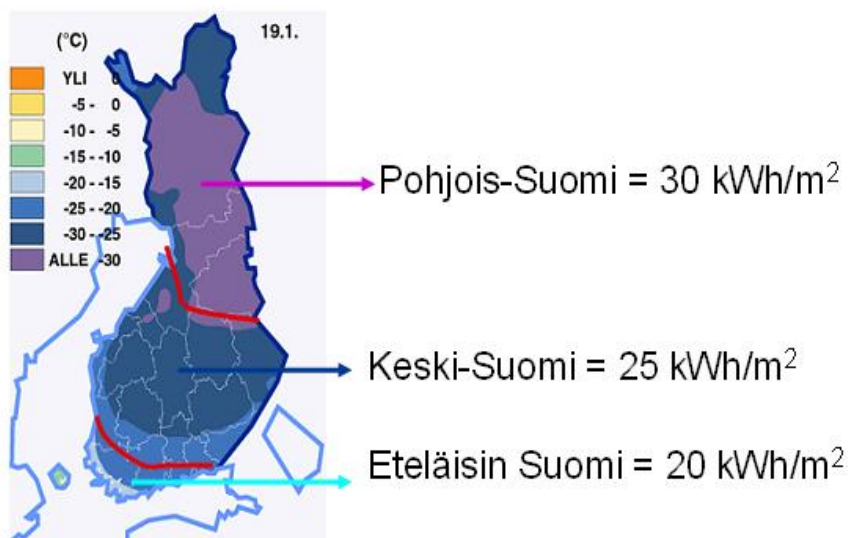 19.1.
(°C)
YLI 0
-5 - 0
-10 - -5
-15 - -10
-20 - -15
-25 - -20
-30 - -25
ALLE -30
Pohjois-Suomi = 30 kWh/m²
Keski-Suomi = 25 kWh/m²
Eteläisin Suomi = 20 kWh/m²